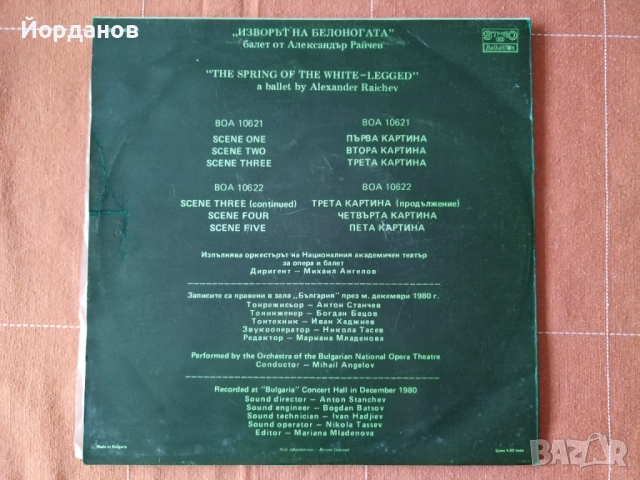 Йорданов
„ИЗВОРЪТ НА БЕЛОНОГАТА"
балет от Александър Райчев
STEREO
Balkanton
"THE SPRING OF THE WHITE-LEGGED"
a ballet by Alexander Raichev
ВОА 10621 ВОА 10621
SCENE ONE ПЪРВА КАРТИНА
SCENE TWO ВТОРА КАРТИНА
SCENE THREE ТРЕТА КАРТИНА
ВОА 10622 ВОА 10622
SCENE THREE (continued) ТРЕТА КАРТИНА (продължение)
SCENE FOUR ЧЕТВЪРТА КАРТИНА
SCENE FIVE ПЕТА КАРТИНА
Изпълнява оркестърът на Националния академичен театър
за опера и балет
Диригент — Михаил Ангелов
Записите са правени в зала „България" през м. декември 1980 г.
Тонрежисьор — Антон Станчев
Тонинженер — Богдан Бацов
Тонтехник — Иван Хаджиев
Звукооператор — Никола Тасев
Редактор — Мариана Младенова
Performed by the Orchestra of the Bulgarian National Opera Theatre
Conductor — Mihail Angelov
Recorded at "Bulgaria" Concert Hall in December 1980
Sound director — Anton Stanchev
Sound engineer — Bogdan Batsov
Sound technician — Ivan Hadjiev
Sound operator — Nikola Tassev
Editor — Mariana Mladenova
Made in Bulgaria
BAZAR